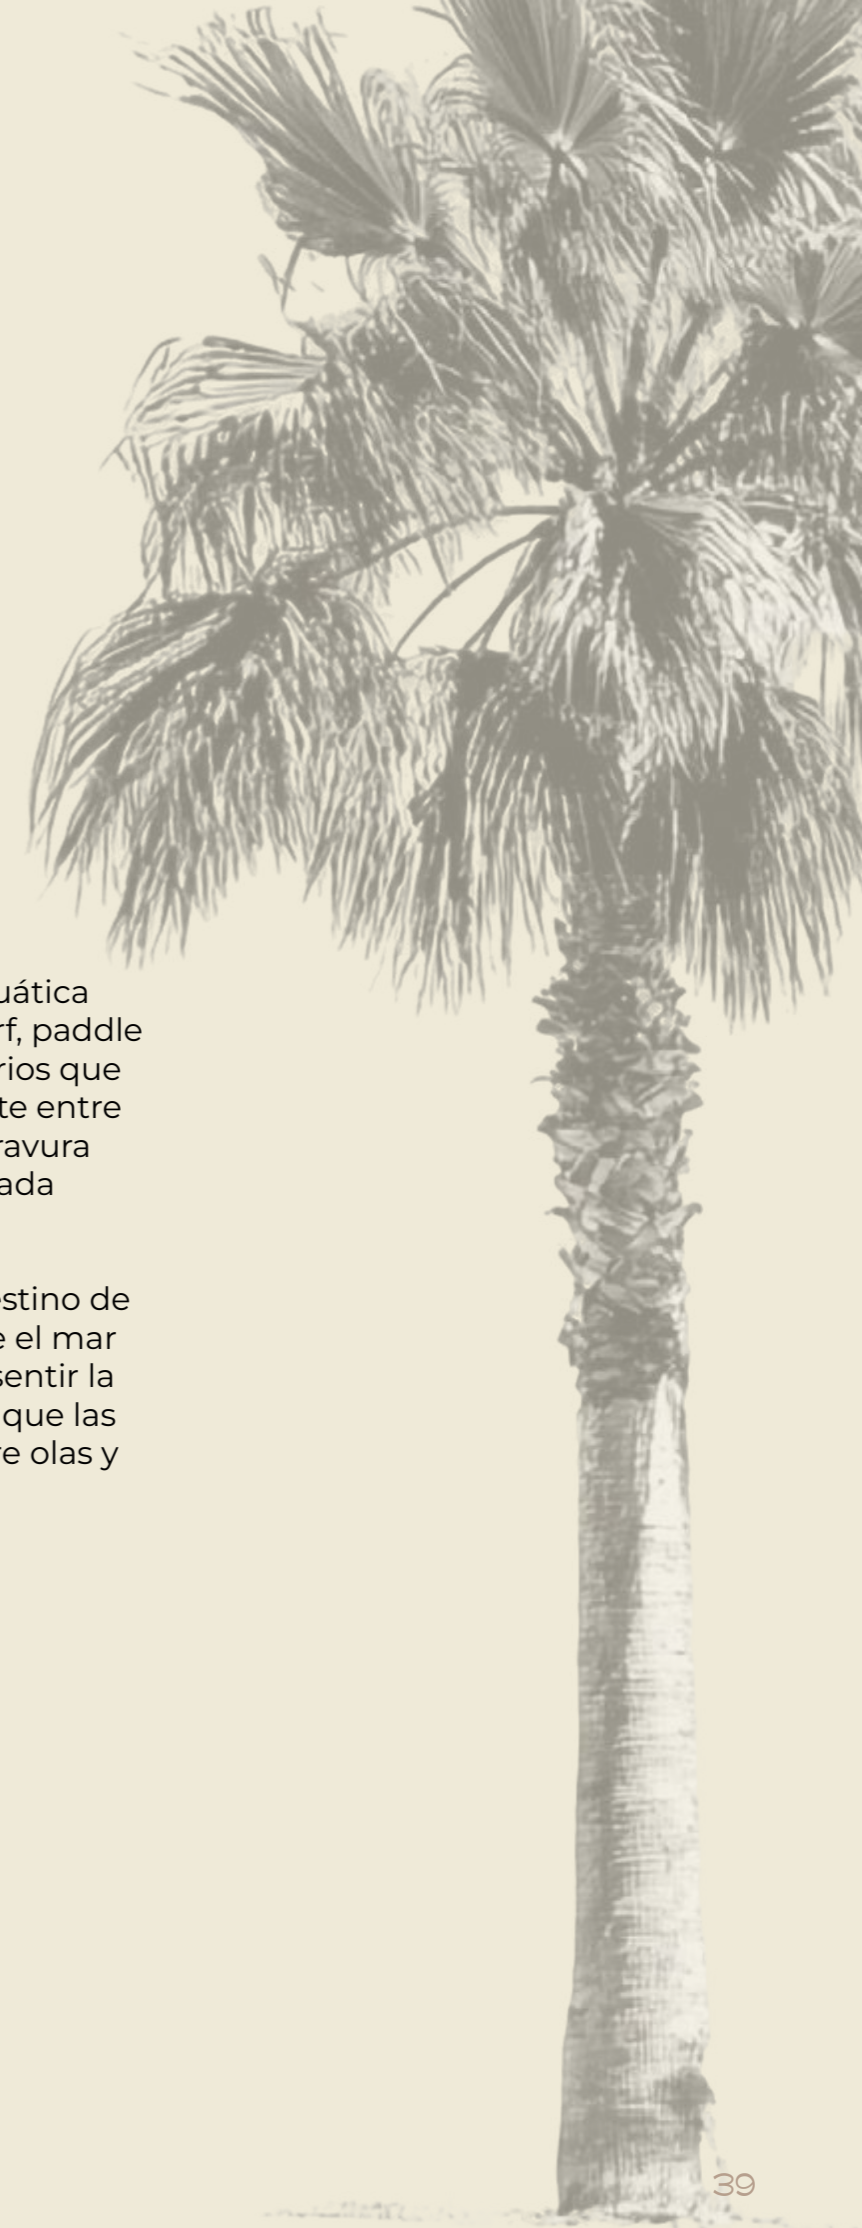 uática
rf, paddle
rios que
te entre
ravura
ada
estino de
e el mar
sentir la
que las
re olas y
39